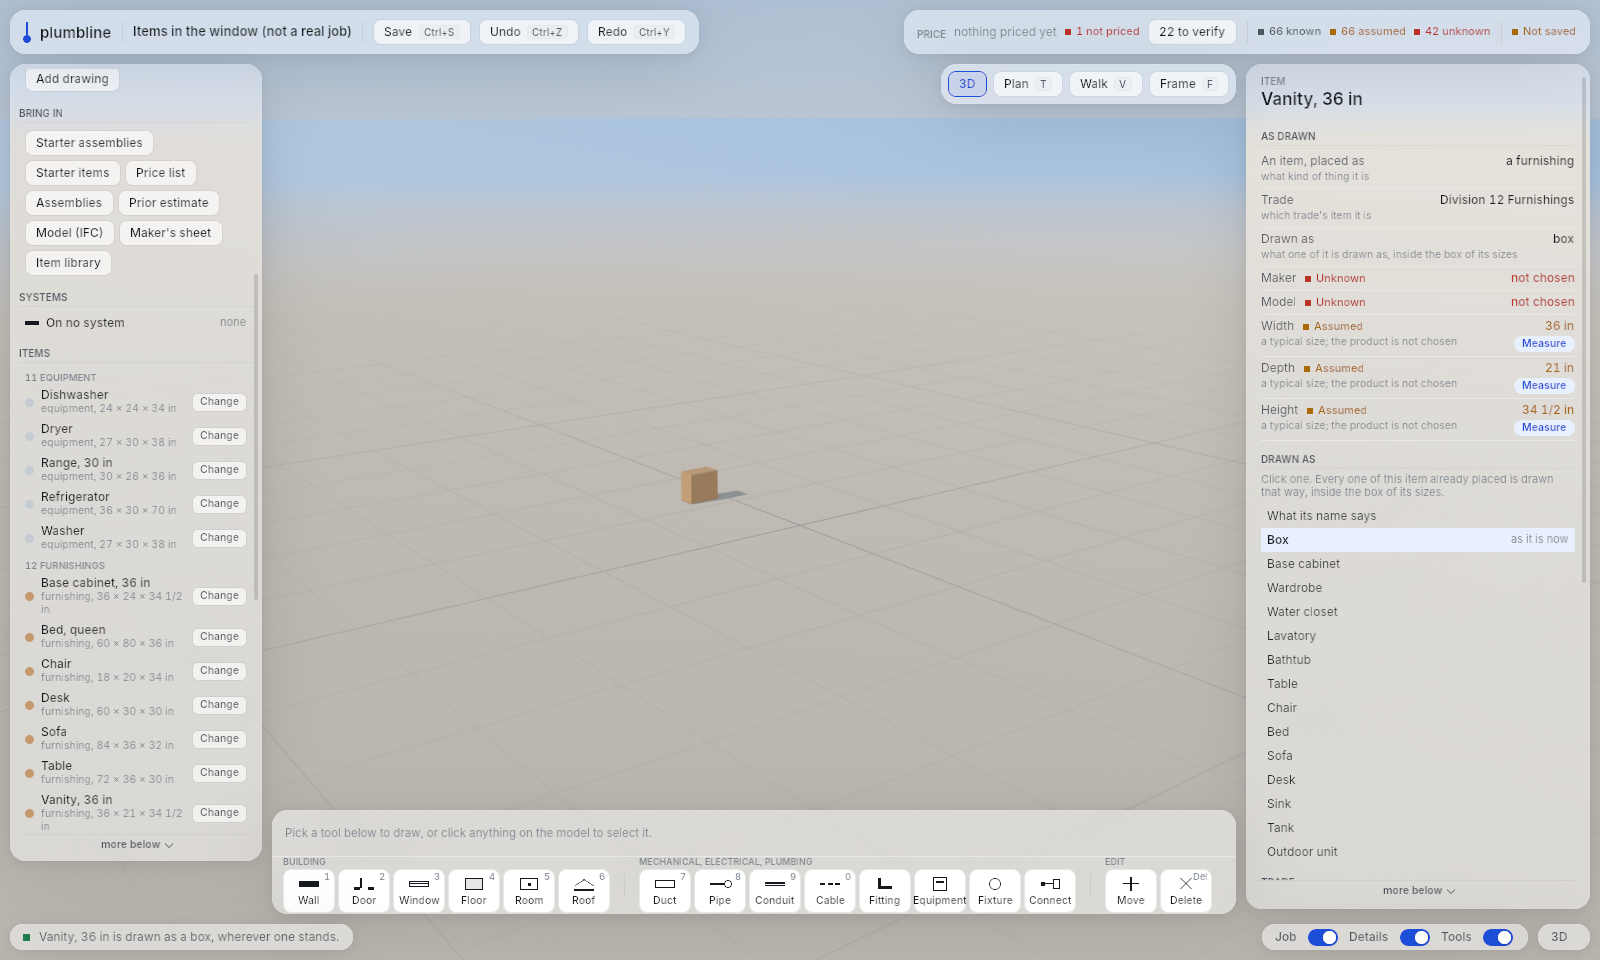 plumbline
Items in the window (not a real job)
Save Ctrl+S
Undo Ctrl+Z
Redo Ctrl+Y
PRICE nothing priced yet 1 not priced 22 to verify 66 known 66 assumed 42 unknown Not saved
3D
Plan T
Walk V
Frame F
Add drawing
BRING IN
Starter assemblies
Starter items Price list
Assemblies Prior estimate
Model (IFC) Maker's sheet
Item library
SYSTEMS
On no system none
ITEMS
11 EQUIPMENT
Dishwasher
equipment, 24 × 24 × 34 in Change
Dryer
equipment, 27 × 30 × 38 in Change
Range, 30 in
equipment, 30 × 26 × 36 in Change
Refrigerator
equipment, 36 × 30 × 70 in Change
Washer
equipment, 27 × 30 × 38 in Change
12 FURNISHINGS
Base cabinet, 36 in
furnishing, 36 × 24 × 34 1/2 in Change
Bed, queen
furnishing, 60 × 80 × 36 in Change
Chair
furnishing, 18 × 20 × 34 in Change
Desk
furnishing, 60 × 30 × 30 in Change
Sofa
furnishing, 84 × 36 × 32 in Change
Table
furnishing, 72 × 36 × 30 in Change
Vanity, 36 in
furnishing, 36 × 21 × 34 1/2 in Change
more below
ITEM
Vanity, 36 in
AS DRAWN
An item, placed as a furnishing
what kind of thing it is
Trade Division 12 Furnishings
which trade's item it is
Drawn as box
what one of it is drawn as, inside the box of its sizes
Maker Unknown not chosen
Model Unknown not chosen
Width Assumed 36 in
a typical size; the product is not chosen Measure
Depth Assumed 21 in
a typical size; the product is not chosen Measure
Height Assumed 34 1/2 in
a typical size; the product is not chosen Measure
DRAWN AS
Click one. Every one of this item already placed is drawn
that way, inside the box of its sizes.
What its name says
Box as it is now
Base cabinet
Wardrobe
Water closet
Lavatory
Bathtub
Table
Chair
Bed
Sofa
Desk
Sink
Tank
Outdoor unit
more below
Pick a tool below to draw, or click anything on the model to select it.
BUILDING
Wall 1
Door 2
Window 3
Floor 4
Room 5
Roof 6
MECHANICAL, ELECTRICAL, PLUMBING
Duct 7
Pipe 8
Conduit 9
Cable 0
Fitting
Equipment
Fixture
Connect
EDIT
Move
Delete Del
Vanity, 36 in is drawn as a box, wherever one stands.
Job Details Tools 3D